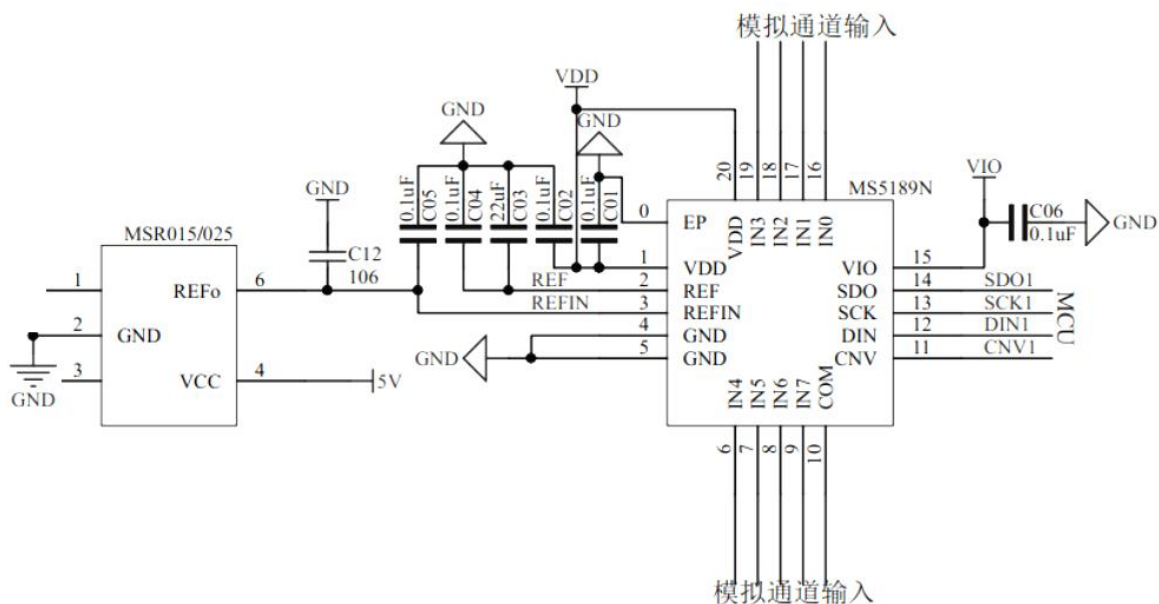 模拟通道输入
VDD
GND
GND
20
19
18
17
16
VIO
MS5189N
GND
0.1uF
C05
0.1uF
C04
22uF
C03
0.1uF
C02
0.1uF
C01
0
EP
VDD
IN3
IN2
IN1
IN0
C06
0.1uF
GND
MSR015/025
C12
106
1
REFo
6
REF
REFIN
1
VDD
2
REF
3
REFIN
4
GND
5
GND
VIO
15
SDO
14
SDO1
SCK
13
SCK1
DIN
12
DIN1
CNV
11
CNV1
MCU
2
GND
GND
3
VCC
4
5V
GND
IN4
IN5
IN6
IN7
COM
6
7
8
9
10
模拟通道输入